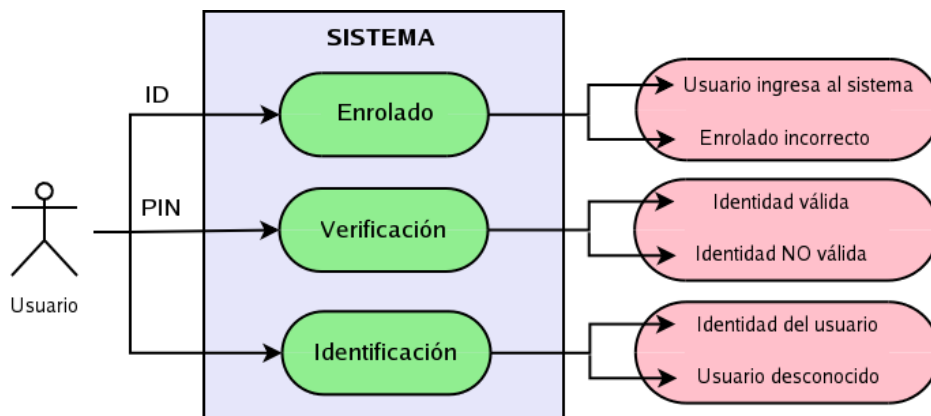 SISTEMA
ID
Enrolado
Usuario ingresa al sistema
Enrolado incorrecto
PIN
Verificación
Identidad válida
Identidad NO válida
Usuario
Identificación
Identidad del usuario
Usuario desconocido